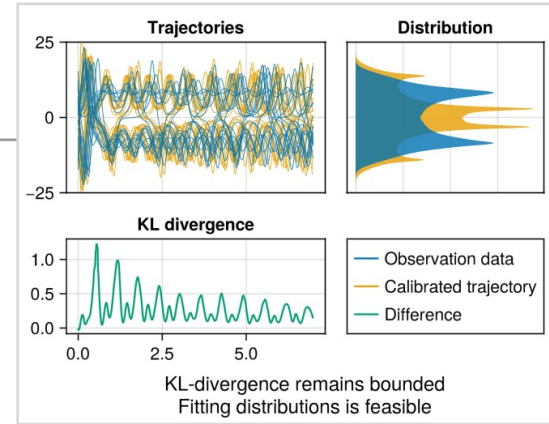 Trajectories
Distribution
25
0
−25
KL divergence
1.0
0.5
0.0
0.0 2.5 5.0
Observation data
Calibrated trajectory
Difference
KL-divergence remains bounded
Fitting distributions is feasible